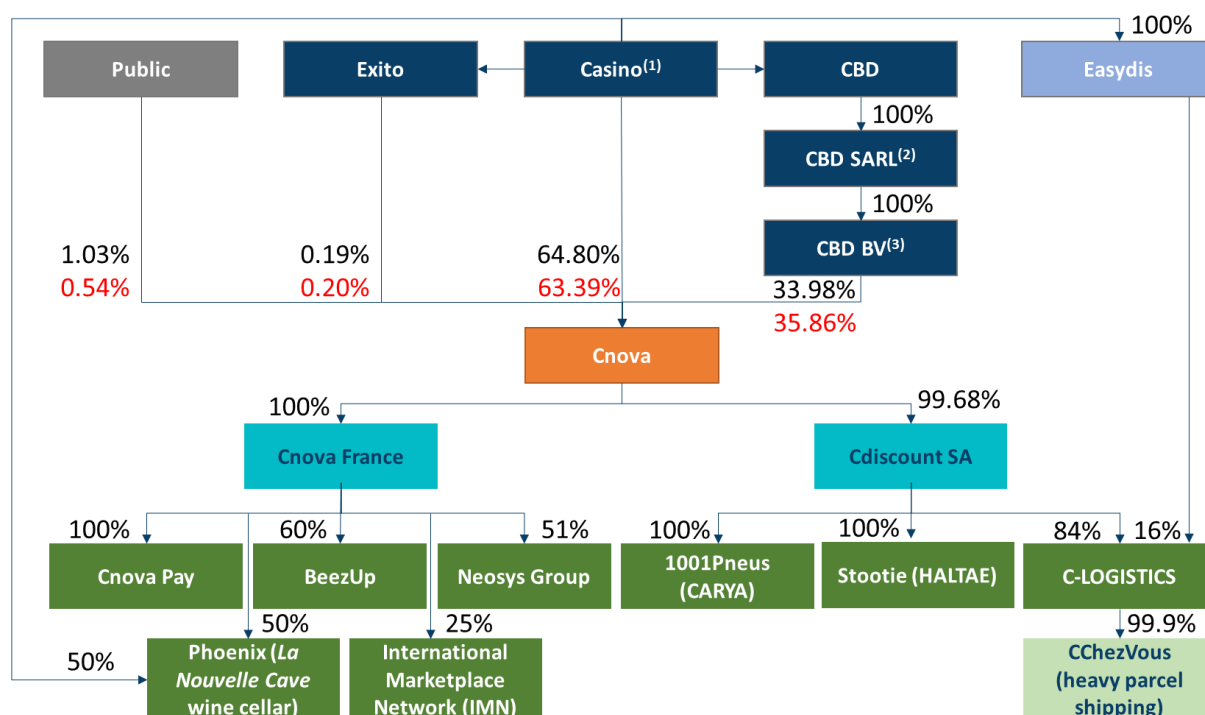 100%
Public
Exito
Casino(1)
CBD
Easydis
100%
CBD SARL(2)
100%
CBD BV(3)
1.03%
0.54%
0.19%
0.20%
64.80%
63.39%
33.98%
35.86%
Cnova
100%
99.68%
Cnova France
Cdiscount SA
100%
60%
51%
100%
100%
84%
16%
Cnova Pay
BeezUp
Neosys Group
1001Pneus
(CARYA)
Stootie (HALTAE)
C-LOGISTICS
50%
25%
99.9%
50%
Phoenix (La
Nouvelle Cave
wine cellar)
International
Marketplace
Network (IMN)
CChezVous
(heavy parcel
shipping)